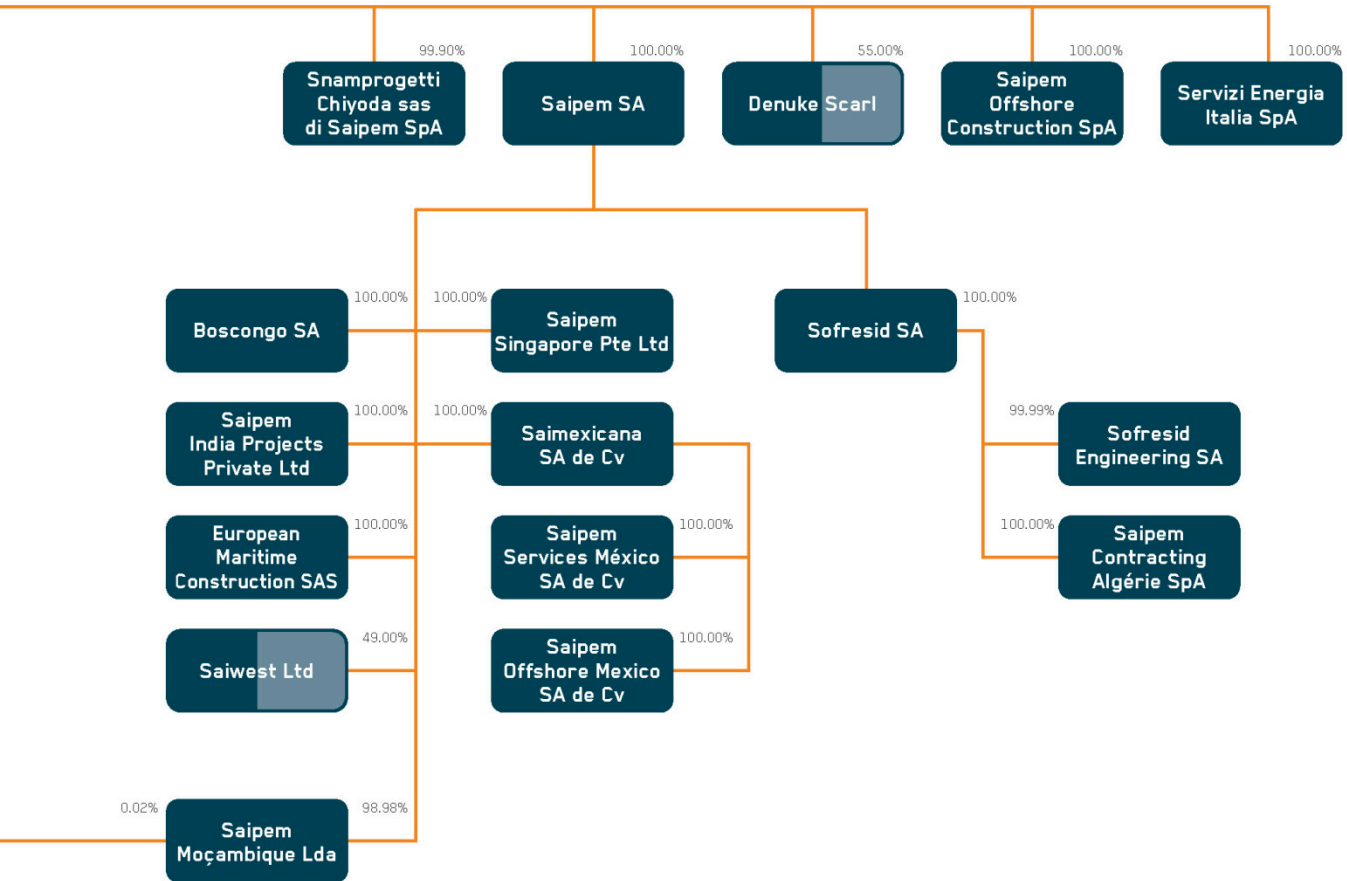 99.90%
100.00%
55.00%
100.00%
100.00%
Snamprogetti
Chiyoda sas
di Saipem SpA
Saipem SA
Denuke Scarl
Saipem
Offshore
Construction SpA
Servizi Energia
Italia SpA
100.00%
100.00%
100.00%
Boscongo SA
Saipem
Singapore Pte Ltd
Sofresid SA
100.00%
100.00%
99.99%
Saipem
India Projects
Private Ltd
Saimexicana
SA de Cv
Sofresid
Engineering SA
100.00%
100.00%
100.00%
European
Maritime
Construction SAS
Saipem
Services México
SA de Cv
Saipem
Contracting
Algérie SpA
49.00%
100.00%
Saiwest Ltd
Saipem
Offshore Mexico
SA de Cv
0.02%
98.98%
Saipem
Moçambique Lda